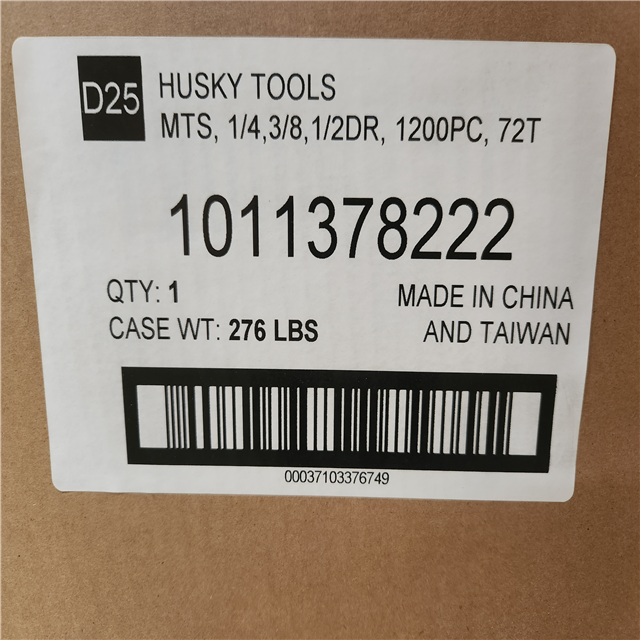 D25
HUSKY TOOLS
MTS, 1/4,3/8,1/2DR, 1200PC, 72T
1011378222
QTY: 1
MADE IN CHINA
CASE WT: 276 LBS
AND TAIWAN
00037103376749